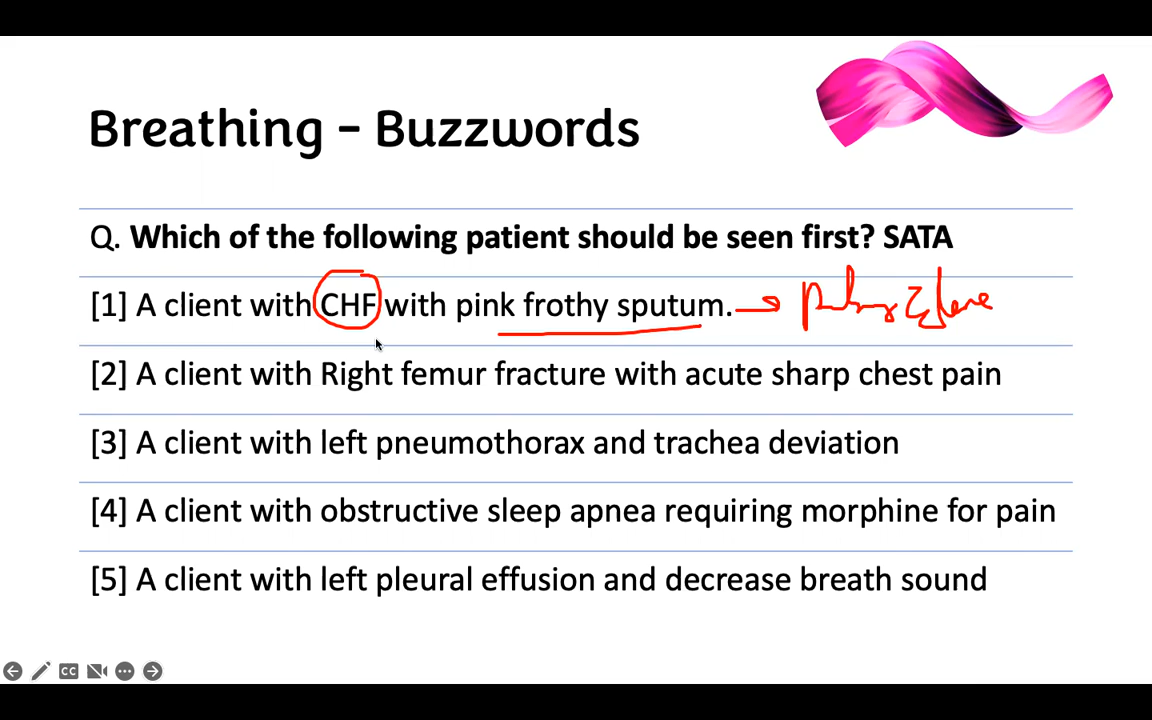 Breathing – Buzzwords
Q. Which of the following patient should be seen first? SATA
[1] A client with CHF with pink frothy sputum.
[2] A client with Right femur fracture with acute sharp chest pain
[3] A client with left pneumothorax and trachea deviation
[4] A client with obstructive sleep apnea requiring morphine for pain
[5] A client with left pleural effusion and decrease breath sound
CC